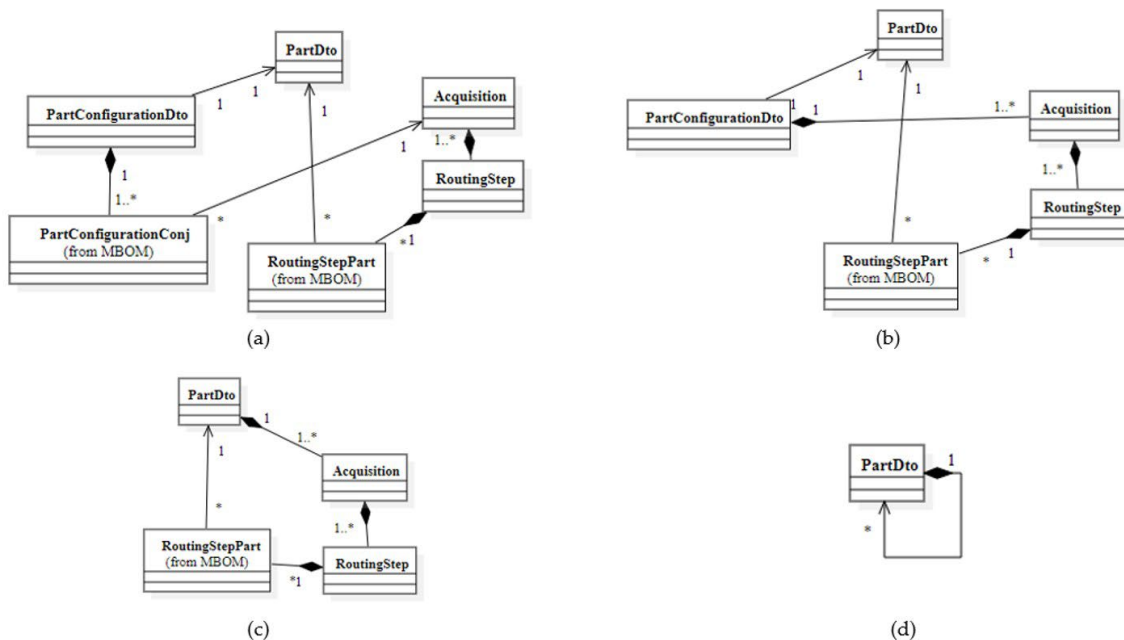 PartDto
1
1
PartConfigurationDto
1
Acquisition
1..*
1
1
1..*
RoutingStep
*
PartConfigurationConj
(from MBOM)
*
*1
RoutingStepPart
(from MBOM)
(a)
PartDto
1
1
1
1
1..*
PartConfigurationDto
Acquisition
1..*
RoutingStep
*
1
*
RoutingStepPart
(from MBOM)
(b)
PartDto
1
1..*
1
Acquisition
*
1..*
RoutingStepPart
(from MBOM)
*1
RoutingStep
(c)
PartDto
1
*
(d)